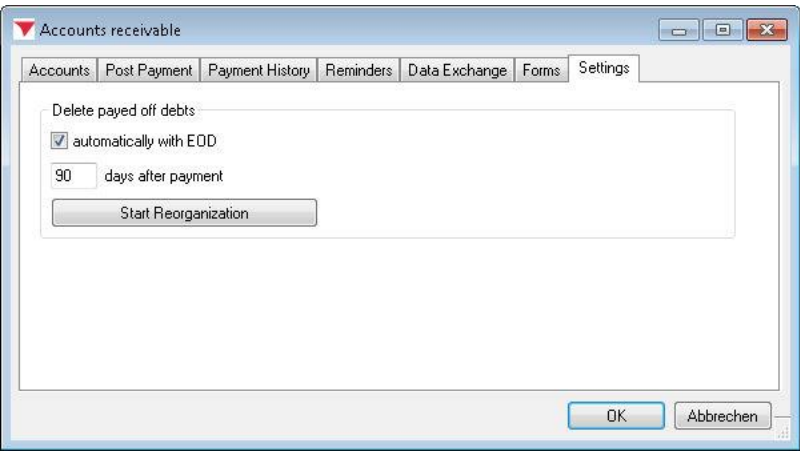 Accounts receivable
Accounts Post Payment Payment History Reminders Data Exchange Forms Settings
Delete payed off debts
automatically with EOD
90 days after payment
Start Reorganization
OK Abbrechen